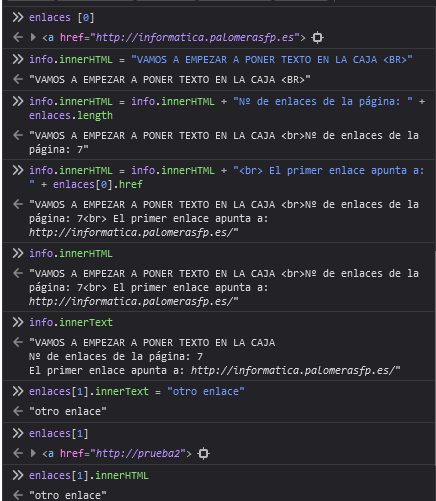 enlaces [0]
<a href="http://informatica.palomerasfp.es">
info.innerHTML = "VAMOS A EMPEZAR A PONER TEXTO EN LA CAJA <BR>"
"VAMOS A EMPEZAR A PONER TEXTO EN LA CAJA <BR>"
info.innerHTML = info.innerHTML + "Nº de enlaces de la página: " +
enlaces.length
"VAMOS A EMPEZAR A PONER TEXTO EN LA CAJA <br>Nº de enlaces de la
página: 7"
info.innerHTML = info.innerHTML + "<br> El primer enlace apunta a:
" + enlaces[0].href
"VAMOS A EMPEZAR A PONER TEXTO EN LA CAJA <br>Nº de enlaces de la
página: 7<br> El primer enlace apunta a:
http://informatica.palomerasfp.es/"
info.innerHTML
"VAMOS A EMPEZAR A PONER TEXTO EN LA CAJA <br>Nº de enlaces de la
página: 7<br> El primer enlace apunta a:
http://informatica.palomerasfp.es/"
info.innerText
"VAMOS A EMPEZAR A PONER TEXTO EN LA CAJA
Nº de enlaces de la página: 7
El primer enlace apunta a: http://informatica.palomerasfp.es/"
enlaces[1].innerText = "otro enlace"
"otro enlace"
enlaces[1]
<a href="http://prueba2">
enlaces[1].innerHTML
"otro enlace"